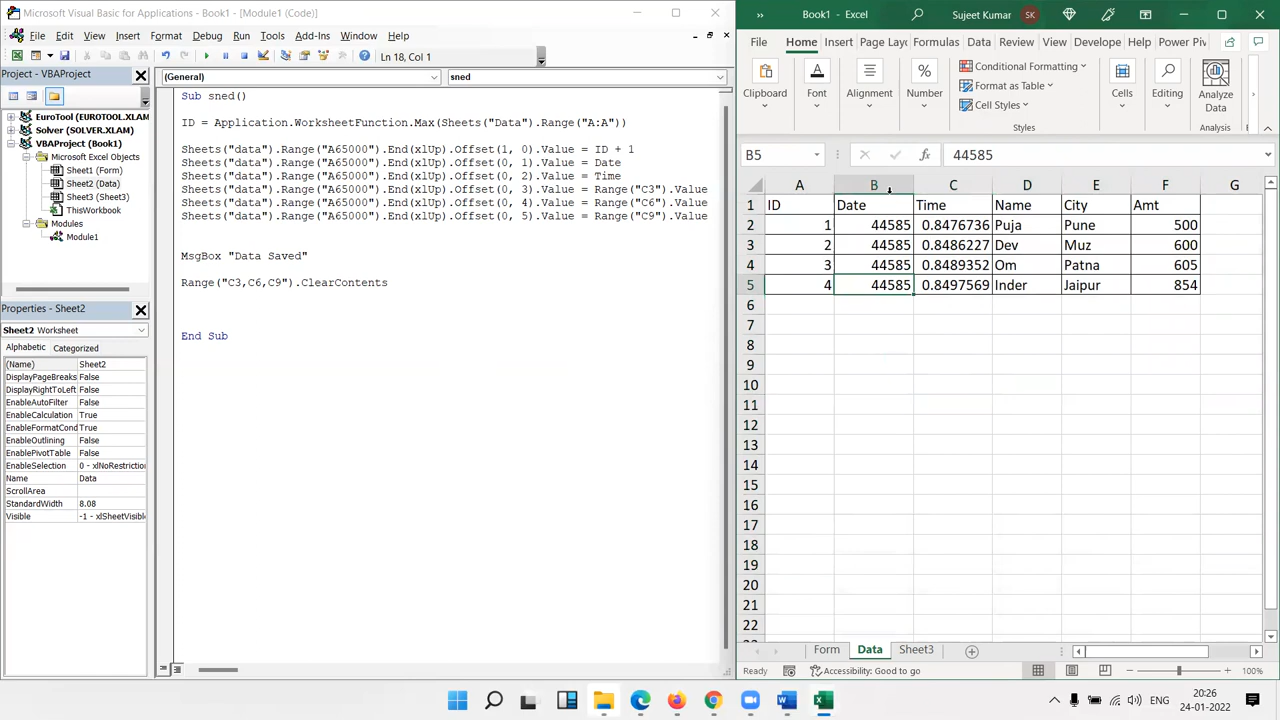 Microsoft Visual Basic for Applications - Book1 - [Module1 (Code)]
File Edit View Insert Format Debug Run Tools Add-Ins Window Help
Ln 18, Col 1
Project - VBAProject
EuroTool (EUROTOOL.XLAM)
Solver (SOLVER.XLAM)
VBAProject (Book1)
Microsoft Excel Objects
Sheet1 (Form)
Sheet2 (Data)
Sheet3 (Sheet3)
ThisWorkbook
Modules
Module1
Properties - Sheet2
Sheet2 Worksheet
Alphabetic Categorized
(Name) Sheet2
DisplayPageBreaks False
DisplayRightToLeft False
EnableAutoFilter False
EnableCalculation True
EnableFormatCond True
EnableOutlining False
EnablePivotTable False
EnableSelection 0 - xlNoRestriction
Name Data
ScrollArea
StandardWidth 8.08
Visible -1 - xlSheetVisibl
(General) sned
Sub sned()
ID = Application.WorksheetFunction.Max(Sheets("Data").Range("A:A"))
Sheets("data").Range("A65000").End(xlUp).Offset(1, 0).Value = ID + 1
Sheets("data").Range("A65000").End(xlUp).Offset(0, 1).Value = Date
Sheets("data").Range("A65000").End(xlUp).Offset(0, 2).Value = Time
Sheets("data").Range("A65000").End(xlUp).Offset(0, 3).Value = Range("C3").Value
Sheets("data").Range("A65000").End(xlUp).Offset(0, 4).Value = Range("C6").Value
Sheets("data").Range("A65000").End(xlUp).Offset(0, 5).Value = Range("C9").Value
MsgBox "Data Saved"
Range("C3,C6,C9").ClearContents
End Sub
Book1 - Excel Sujeet Kumar SK
File Home Insert Page Layo Formulas Data Review View Develope Help Power Piv
Clipboard Font Alignment Number
Conditional Formatting
Format as Table
Cell Styles
Styles
Cells Editing Analyze Data
Analysis
B5 fx 44585
A B C D E F G
1 ID Date Time Name City Amt
2 1 44585 0.8476736 Puja Pune 500
3 2 44585 0.8486227 Dev Muz 600
4 3 44585 0.8489352 Om Patna 605
5 4 44585 0.8497569 Inder Jaipur 854
6
7
8
9
10
11
12
13
14
15
16
17
18
19
20
21
22
Form Data Sheet3
Ready Accessibility: Good to go 100%
ENG 20:26
24-01-2022